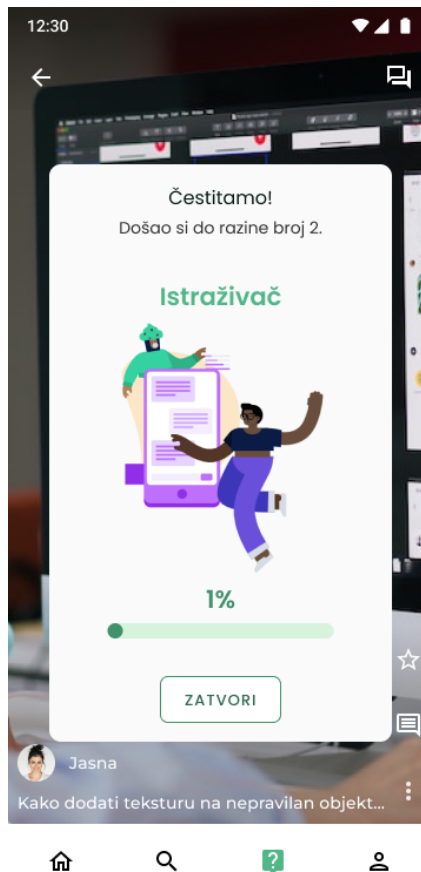 12:30
Čestitamo!
Došao si do razine broj 2.
Istraživač
1%
ZATVORI
Jasna
Kako dodati teksturu na nepravilan objekt...